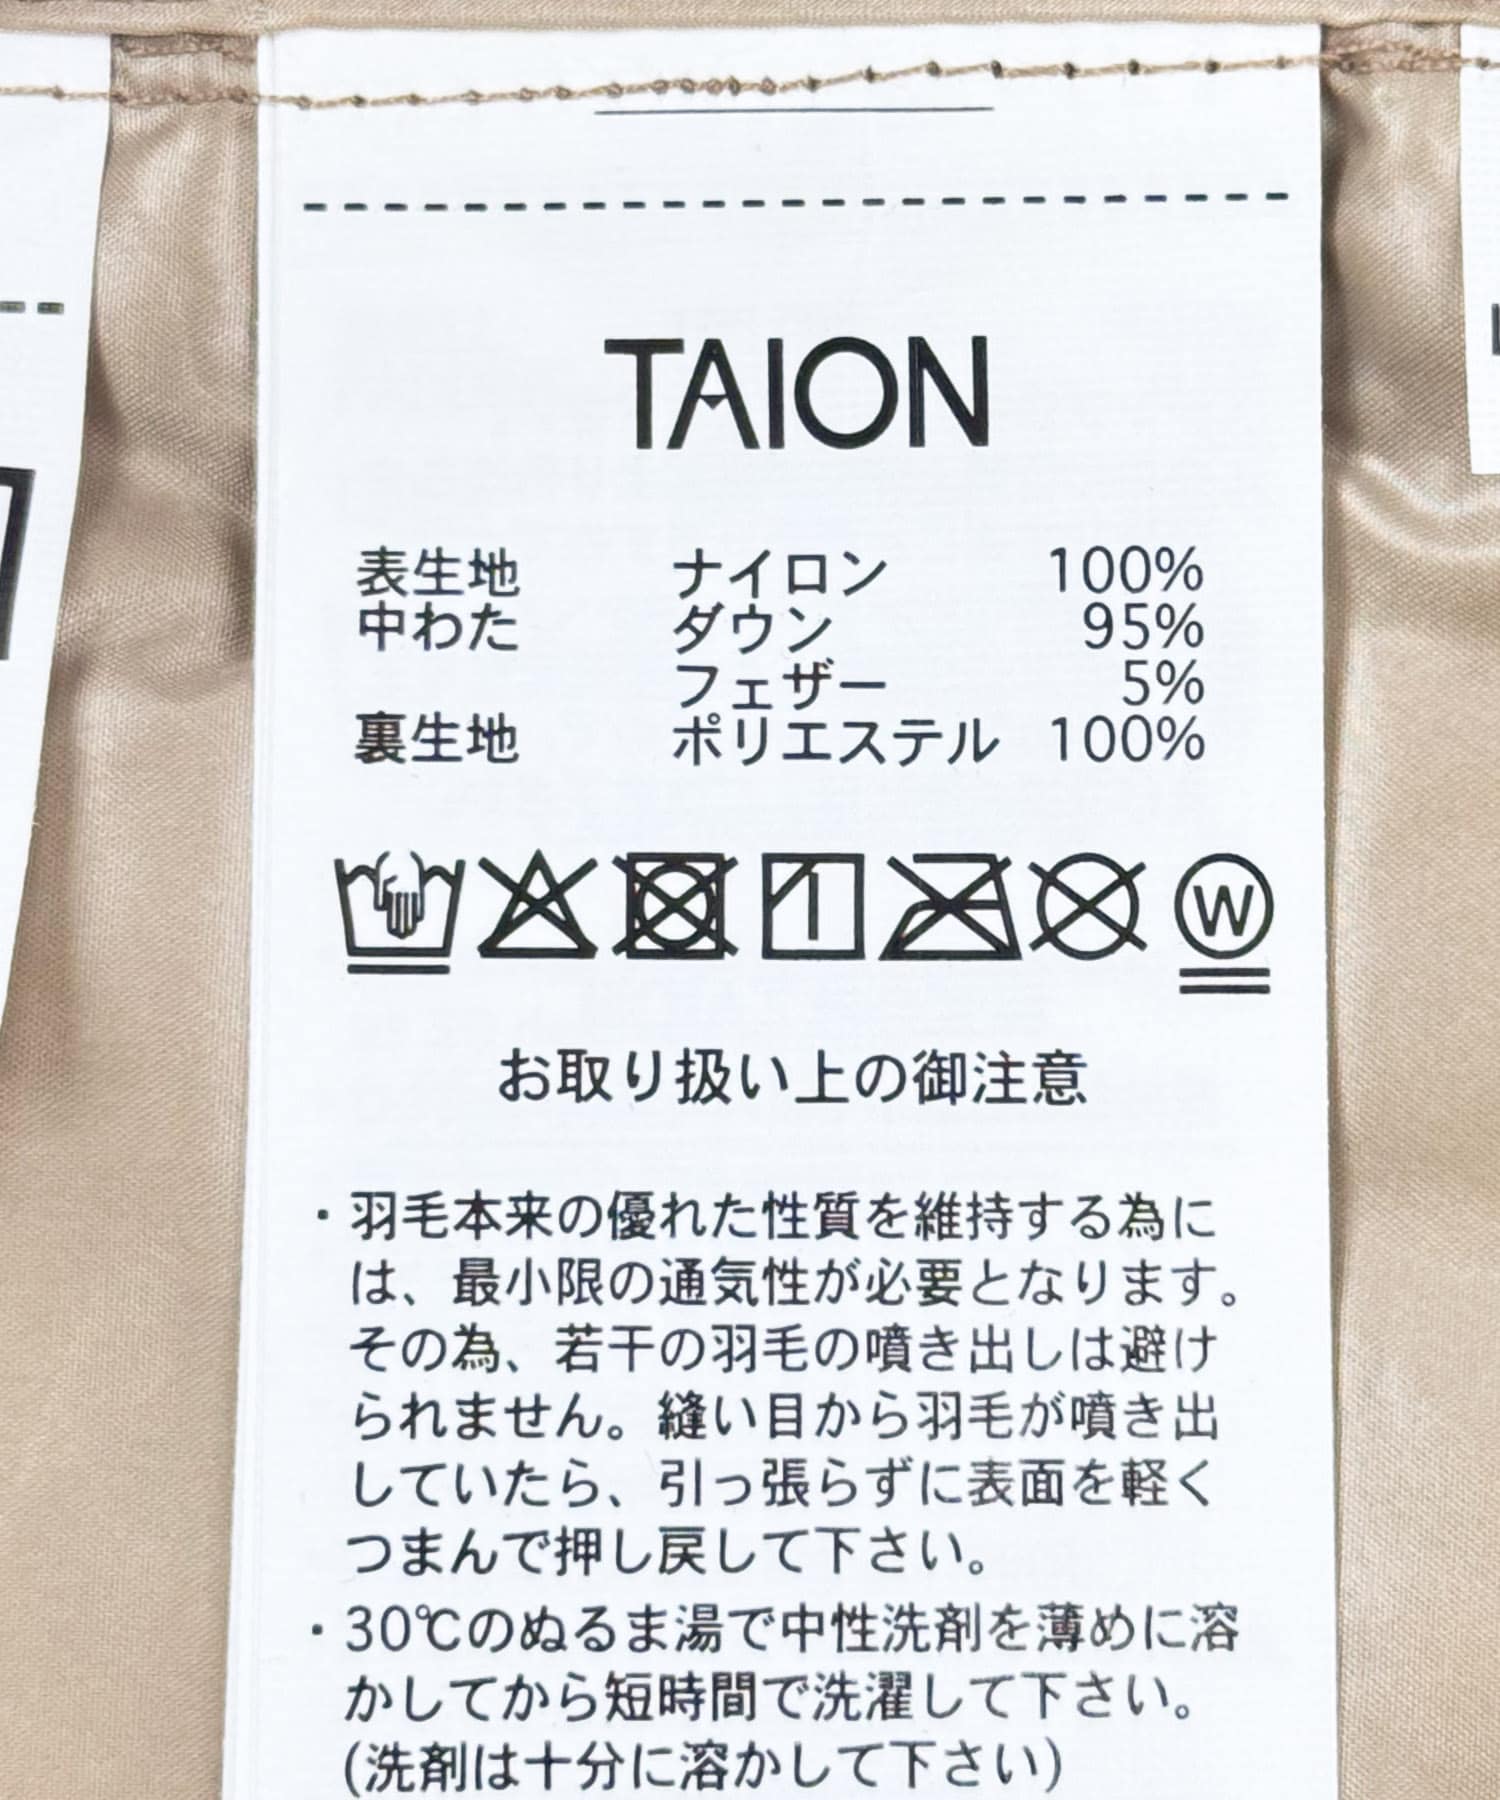 TAION
表生地 ナイロン 100%
中わた ダウン 95%
フェザー 5%
裏生地 ポリエステル 100%
W
お取り扱い上の御注意
・羽毛本来の優れた性質を維持する為に
は、最小限の通気性が必要となります。
その為、若干の羽毛の噴き出しは避け
られません。縫い目から羽毛が噴き出
していたら、引っ張らずに表面を軽く
つまんで押し戻して下さい。
・30℃のぬるま湯で中性洗剤を薄めに溶
かしてから短時間で洗濯して下さい。
(洗剤は十分に溶かして下さい)